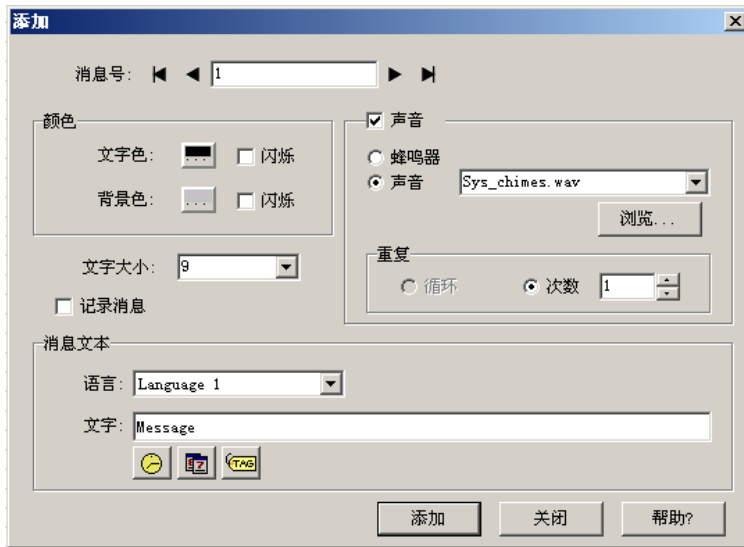 添加
消息号: 1
颜色
文字色: ... 闪烁
背景色: ... 闪烁
文字大小: 9
记录消息
声音
蜂鸣器
声音 Sys_chimes.wav
浏览...
重复
循环 次数 1
消息文本
语言: Language 1
文字: Message
TAG
添加 关闭 帮助?